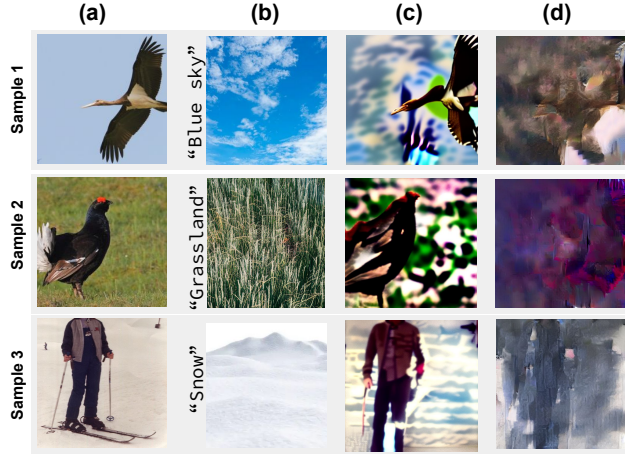 (a) (b) (c) (d)
Sample 1
“Blue sky”
Sample 2
“Grassland”
Sample 3
“Snow”